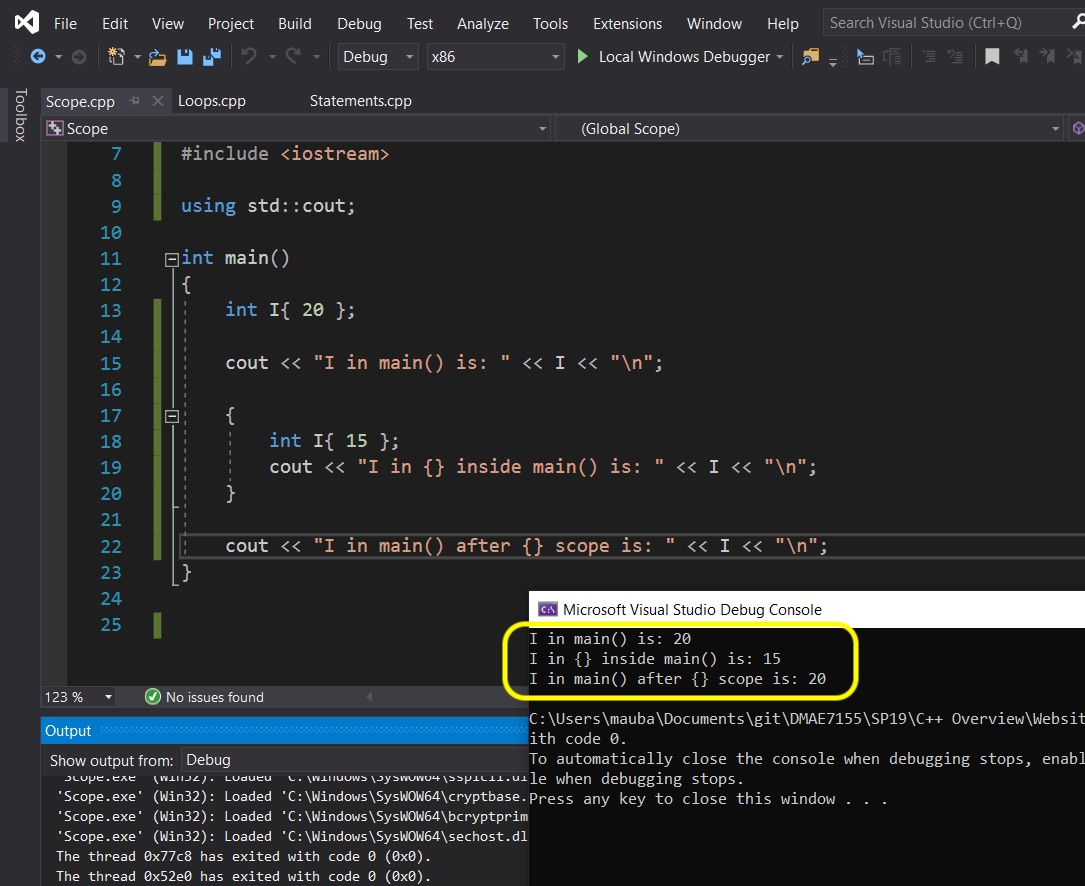 File Edit View Project Build Debug Test Analyze Tools Extensions Window Help Search Visual Studio (Ctrl+Q)
Debug x86 Local Windows Debugger
Toolbox
Scope.cpp Loops.cpp Statements.cpp
Scope (Global Scope)
7 #include <iostream>
8
9 using std::cout;
10
11 int main()
12 {
13 int I{ 20 };
14
15 cout << "I in main() is: " << I << "\n";
16
17 {
18 int I{ 15 };
19 cout << "I in {} inside main() is: " << I << "\n";
20 }
21
22 cout << "I in main() after {} scope is: " << I << "\n";
23 }
24
25
123 % No issues found
Output
Show output from: Debug
'Scope.exe' (Win32): Loaded 'C:\Windows\SysWOW64\sspicli.dl
'Scope.exe' (Win32): Loaded 'C:\Windows\SysWOW64\cryptbase.
'Scope.exe' (Win32): Loaded 'C:\Windows\SysWOW64\bcryptprim
'Scope.exe' (Win32): Loaded 'C:\Windows\SysWOW64\sechost.dl
The thread 0x77c8 has exited with code 0 (0x0).
The thread 0x52e0 has exited with code 0 (0x0).
C:\ Microsoft Visual Studio Debug Console
I in main() is: 20
I in {} inside main() is: 15
I in main() after {} scope is: 20
C:\Users\mauba\Documents\git\DMAE7155\SP19\C++ Overview\Websit
ith code 0.
To automatically close the console when debugging stops, enabl
le when debugging stops.
Press any key to close this window . . .